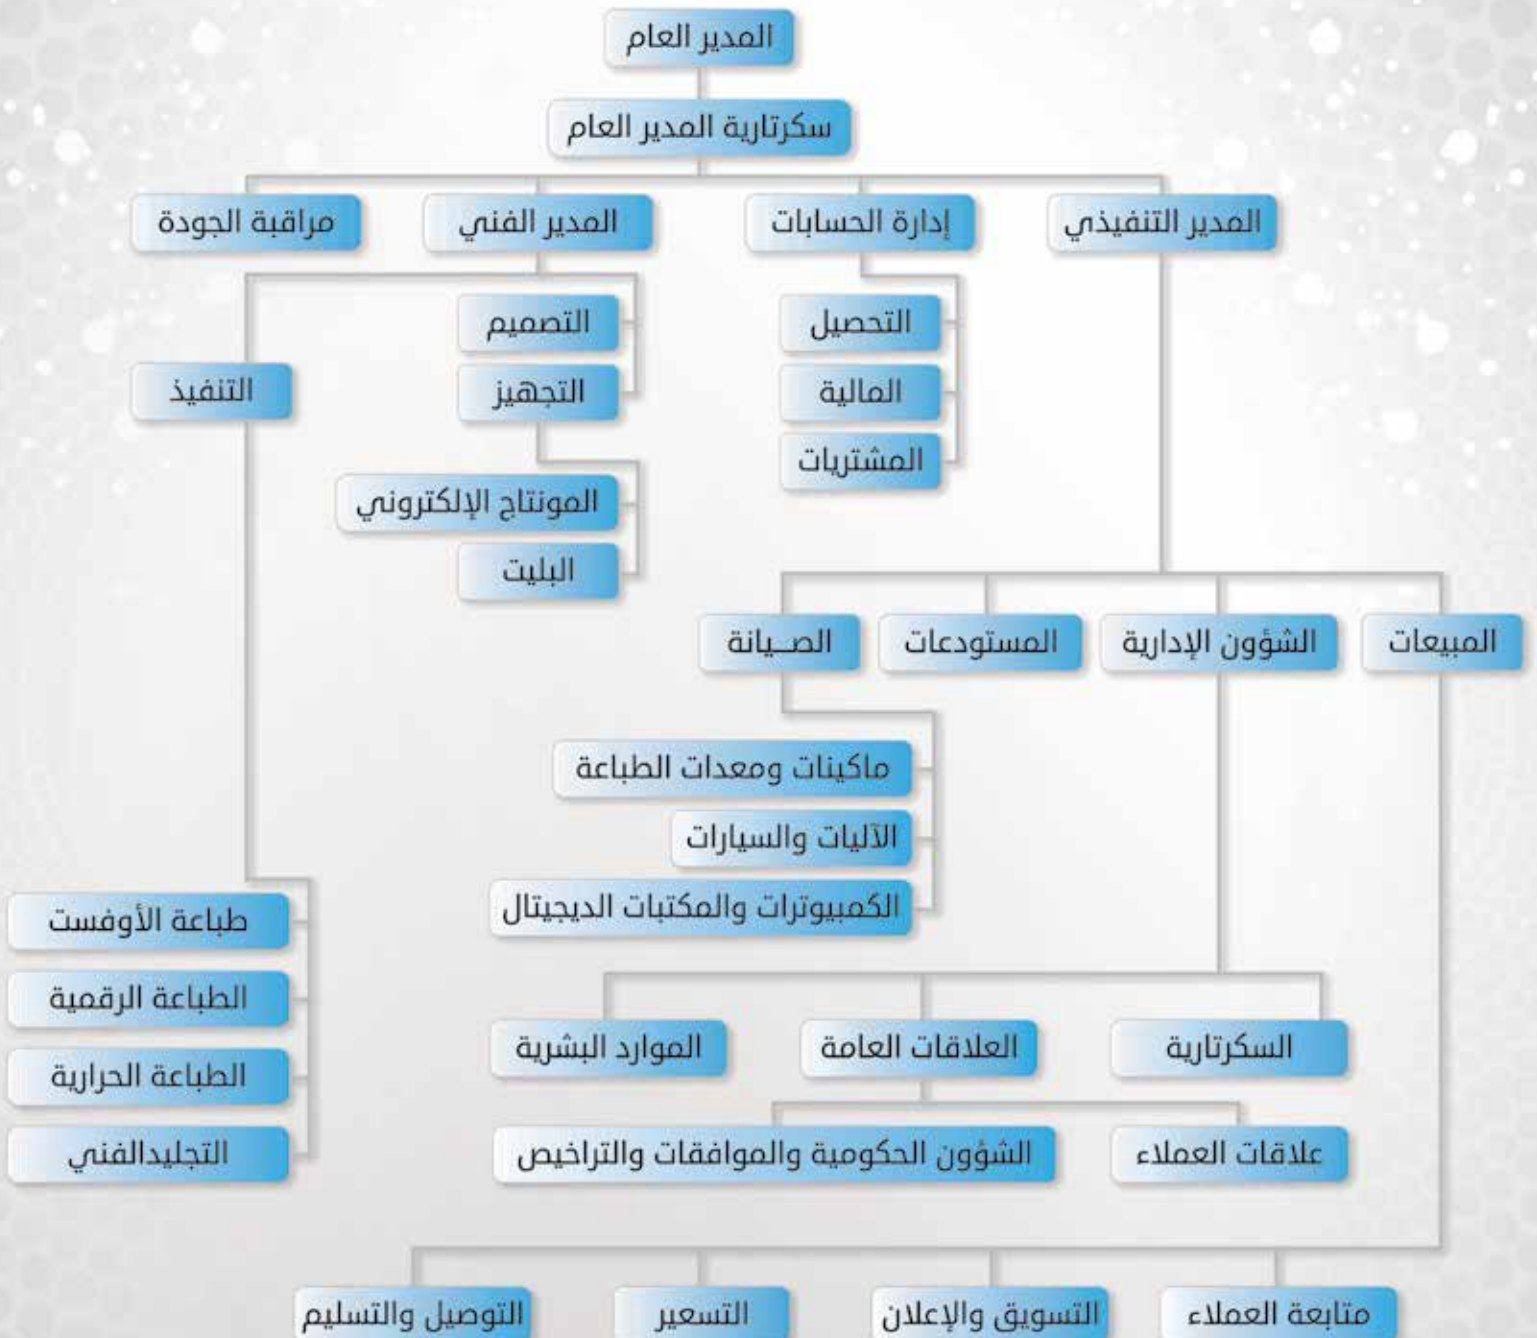 المدير العام
سكرتارية المدير العام
المدير التنفيذي
إدارة الحسابات
المدير الفني
مراقبة الجودة
التحصيل
التصميم
المالية
التجهيز
التنفيذ
المشتريات
المونتاج الإلكتروني
البليت
المبيعات
الشؤون الإدارية
المستودعات
الصـيانة
ماكينات ومعدات الطباعة
الآليات والسيارات
الكمبيوترات والمكتبات الديجيتال
طباعة الأوفست
الطباعة الرقمية
السكرتارية
العلاقات العامة
الموارد البشرية
الطباعة الحرارية
علاقات العملاء
الشؤون الحكومية والموافقات والتراخيص
التجليدالفني
متابعة العملاء
التسويق والإعلان
التسعير
التوصيل والتسليم